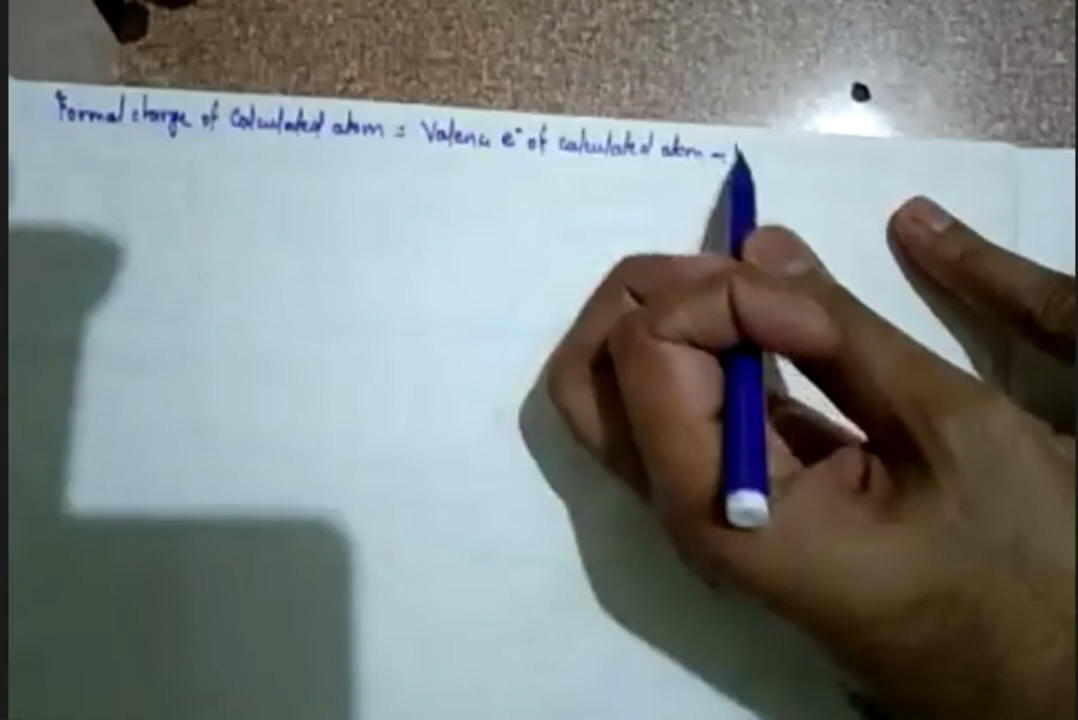 Formal charge of Calculated atom = Valence e⁻ of calculated atom -